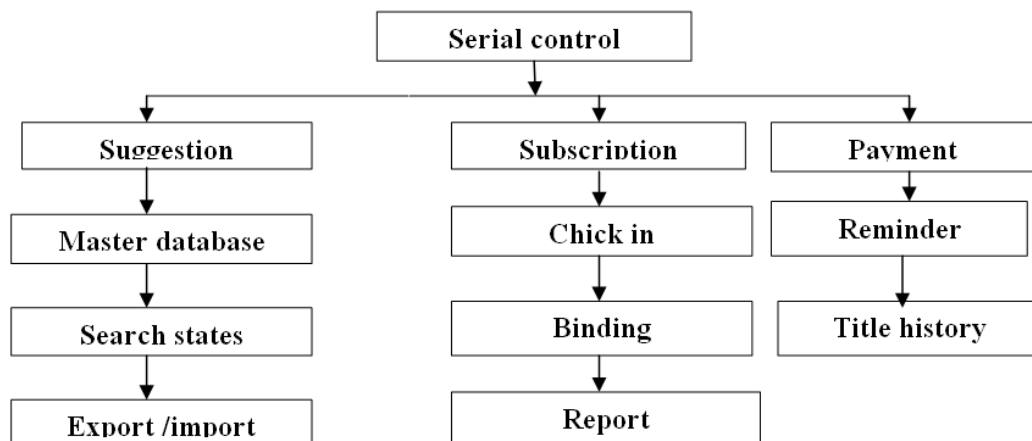 Serial control
Suggestion
Subscription
Payment
Master database
Chick in
Reminder
Search states
Binding
Title history
Export /import
Report